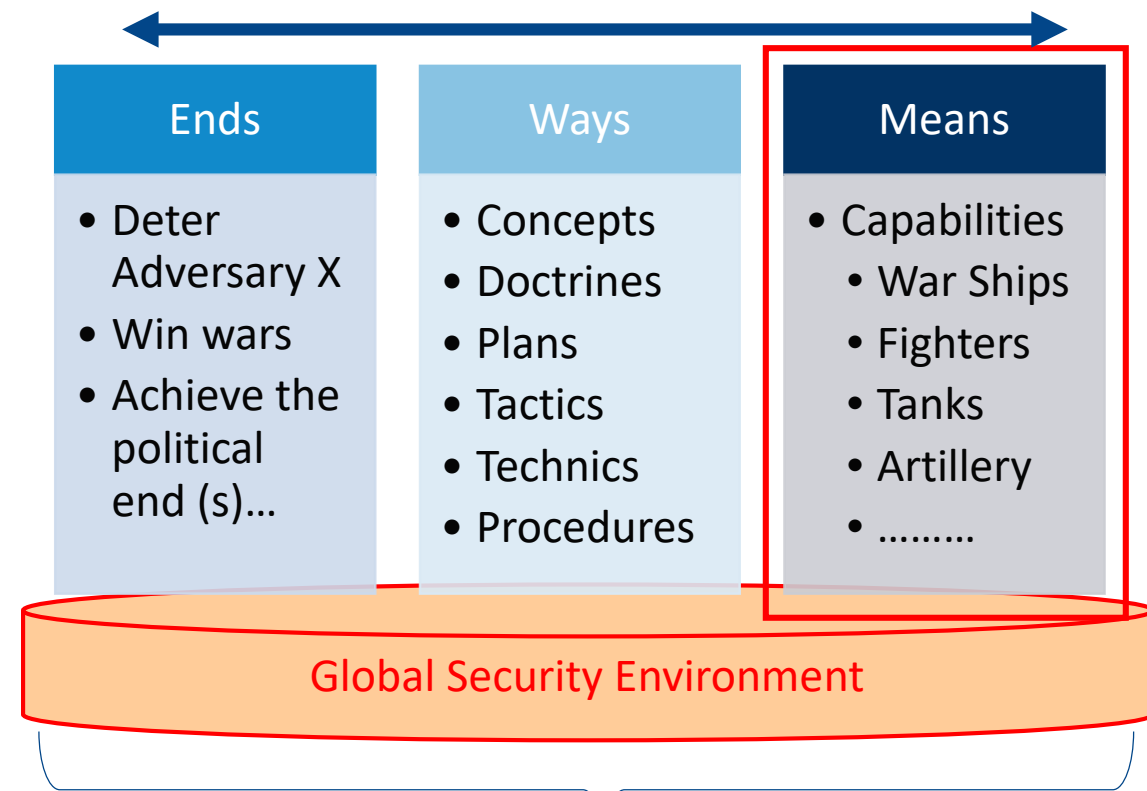 Ends
• Deter
Adversary X
• Win wars
• Achieve the
political
end (s)…
Ways
• Concepts
• Doctrines
• Plans
• Tactics
• Technics
• Procedures
Means
• Capabilities
• War Ships
• Fighters
• Tanks
• Artillery
• ………
Global Security Environment